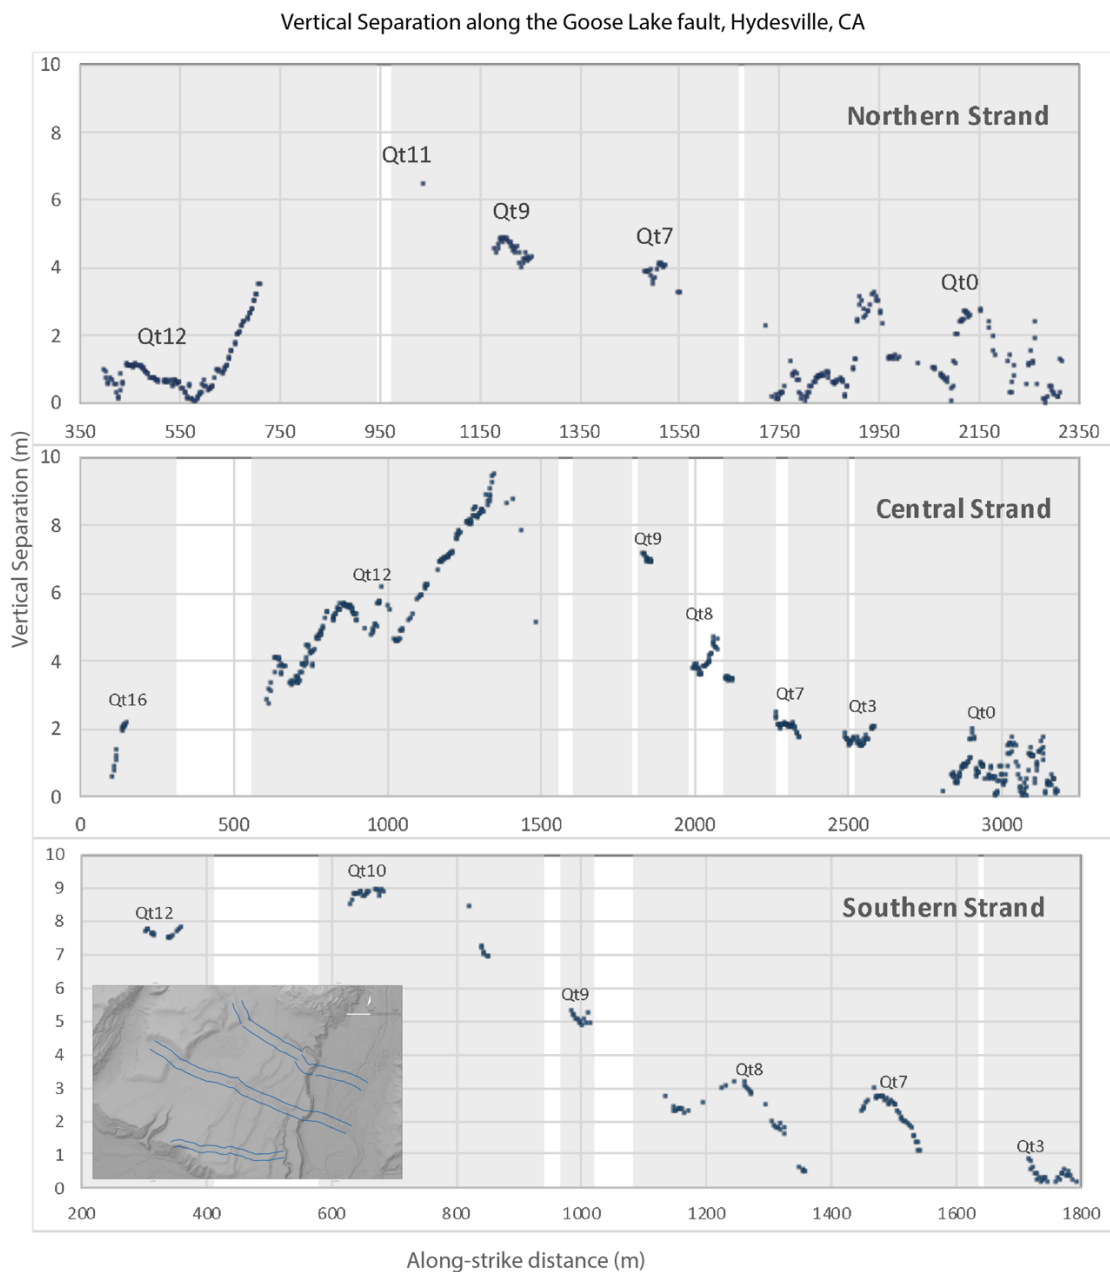 Vertical Separation along the Goose Lake fault, Hydesville, CA
Vertical Separation (m)
10
8
6
4
2
0
Northern Strand
Qt11
Qt9
Qt7
Qt0
Qt12
350 550 750 950 1150 1350 1550 1750 1950 2150 2350
10
8
6
4
2
0
Central Strand
Qt9
Qt12
Qt8
Qt16
Qt7
Qt3
Qt0
0 500 1000 1500 2000 2500 3000
10
9
8
7
6
5
4
3
2
1
0
Qt10
Southern Strand
Qt12
Qt9
Qt8
Qt7
Qt3
200 400 600 800 1000 1200 1400 1600 1800
Along-strike distance (m)